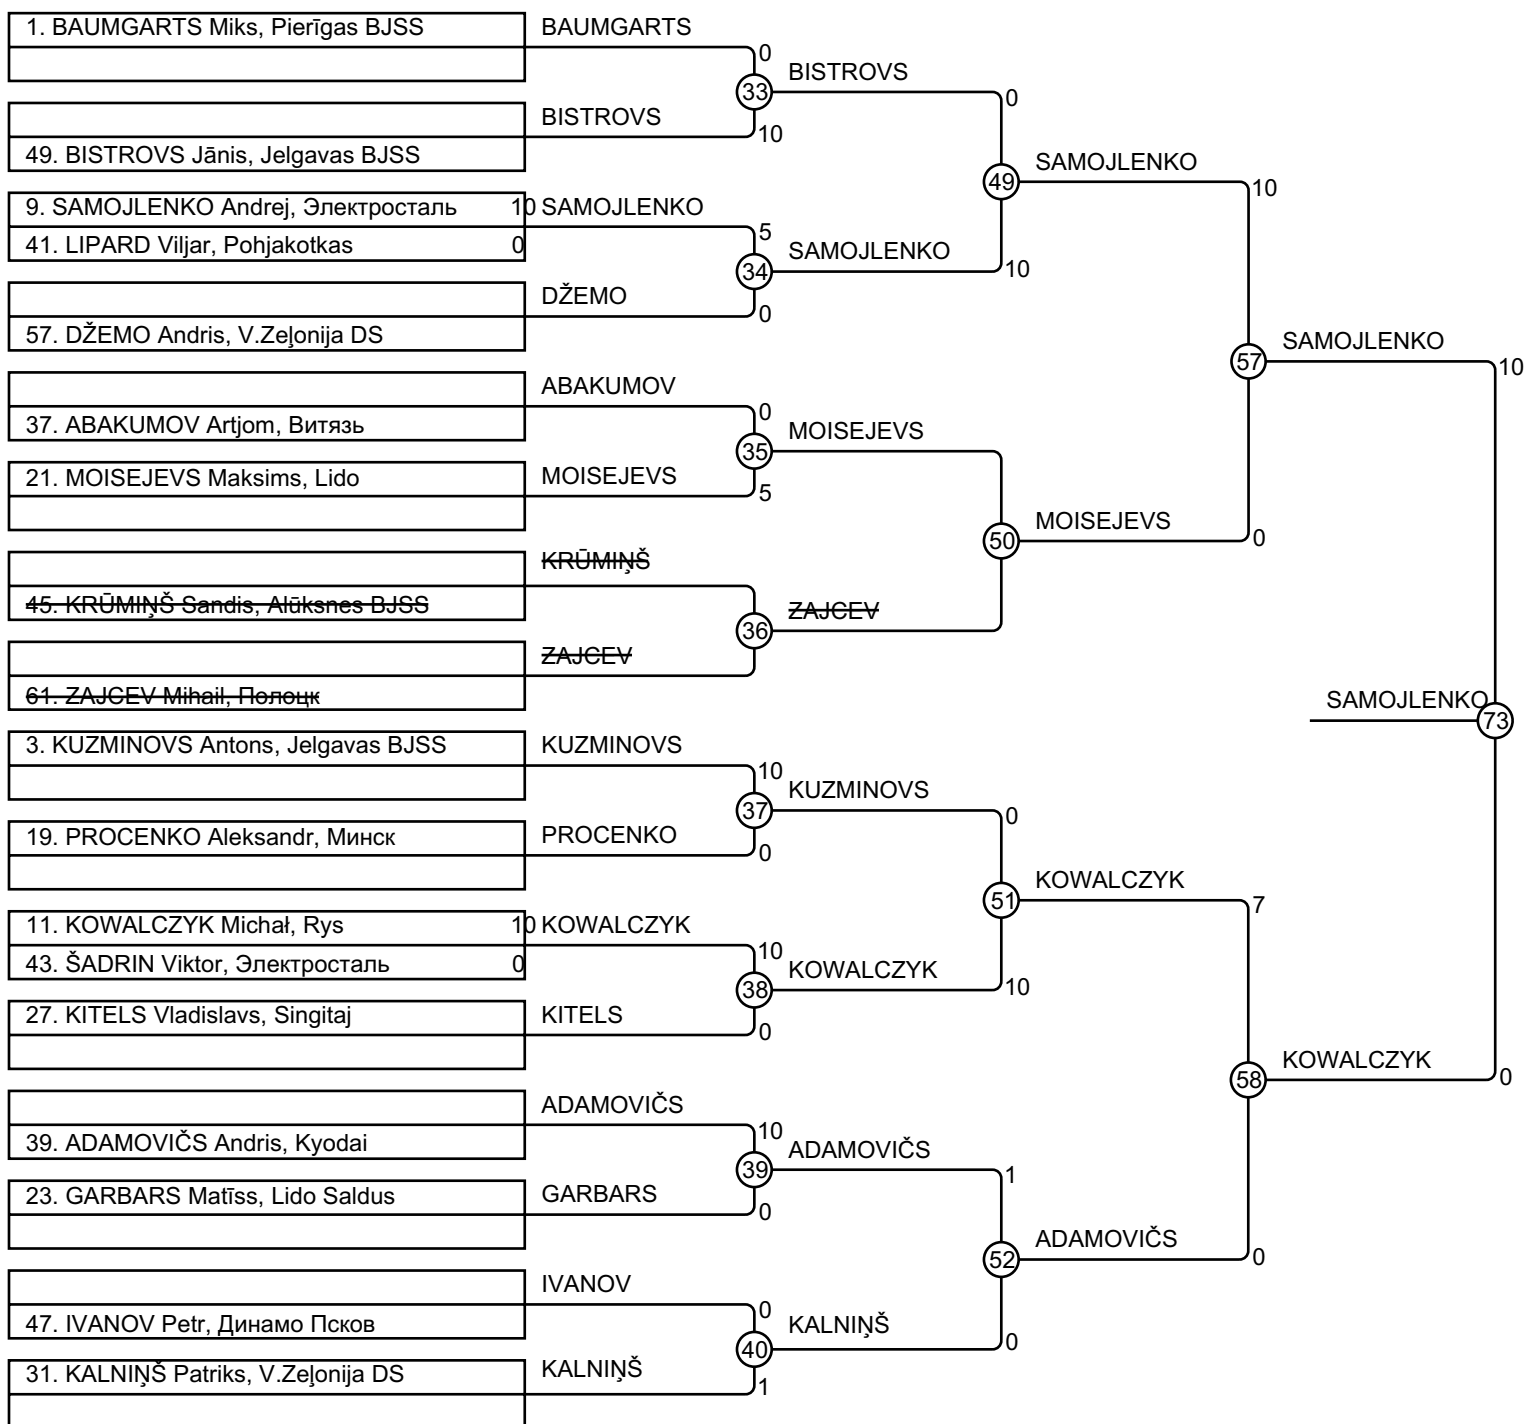 1. BAUMGARTS Miks, Pierīgas BJSS
BAUMGARTS
0
33
BISTROVS
0
BISTROVS
10
49. BISTROVS Jānis, Jelgavas BJSS
49
SAMOJLENKO
10
9. SAMOJLENKO Andrej, Электросталь 10
SAMOJLENKO
41. LIPARD Viljar, Pohjakotkas 0
5
34
SAMOJLENKO
10
DŽEMO
0
57. DŽEMO Andris, V.Zeļonija DS
57
SAMOJLENKO
10
ABAKUMOV
0
37. ABAKUMOV Artjom, Витязь
35
MOISEJEVS
21. MOISEJEVS Maksims, Lido
MOISEJEVS
5
50
MOISEJEVS
0
KRŪMIŅŠ
45. KRŪMIŅŠ Sandis, Alūksnes BJSS
36
ZAJCEV
ZAJCEV
61. ZAJCEV Mihail, Полоцк
SAMOJLENKO
73
3. KUZMINOVS Antons, Jelgavas BJSS
KUZMINOVS
10
37
KUZMINOVS
0
19. PROCENKO Aleksandr, Минск
PROCENKO
0
51
KOWALCZYK
7
11. KOWALCZYK Michał, Rys 10
KOWALCZYK
43. ŠADRIN Viktor, Электросталь 0
10
38
KOWALCZYK
10
27. KITELS Vladislavs, Singitaj
KITELS
0
58
KOWALCZYK
0
ADAMOVIČS
10
39. ADAMOVIČS Andris, Kyodai
39
ADAMOVIČS
1
23. GARBARS Matīss, Lido Saldus
GARBARS
0
52
ADAMOVIČS
0
IVANOV
0
47. IVANOV Petr, Динамо Псков
40
KALNIŅŠ
0
31. KALNIŅŠ Patriks, V.Zeļonija DS
KALNIŅŠ
1